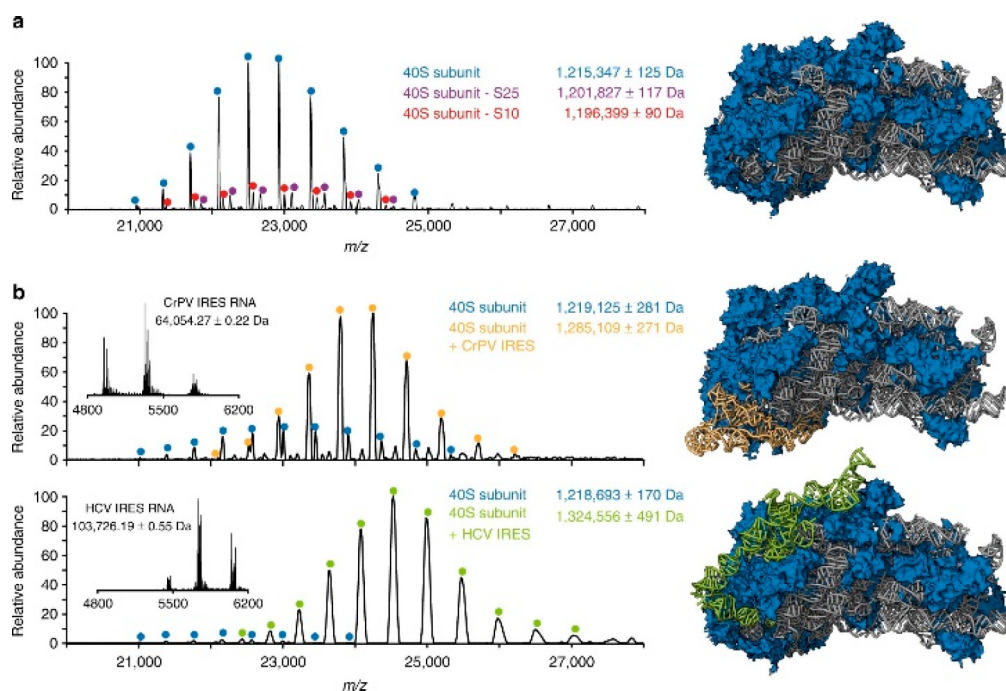 a
Relative abundance
100
80
60
40
20
0
21,000 23,000 25,000 27,000
m/z
40S subunit 1,215,347 ± 125 Da
40S subunit - S25 1,201,827 ± 117 Da
40S subunit - S10 1,196,399 ± 90 Da
b
Relative abundance
100
80
60
40
20
0
CrPV IRES RNA
64,054.27 ± 0.22 Da
4800 5500 6200
40S subunit 1,219,125 ± 281 Da
40S subunit 1,285,109 ± 271 Da
+ CrPV IRES
Relative abundance
100
80
60
40
20
0
HCV IRES RNA
103,726.19 ± 0.55 Da
4800 5500 6200
40S subunit 1,218,693 ± 170 Da
40S subunit 1,324,556 ± 491 Da
+ HCV IRES
21,000 23,000 25,000 27,000
m/z